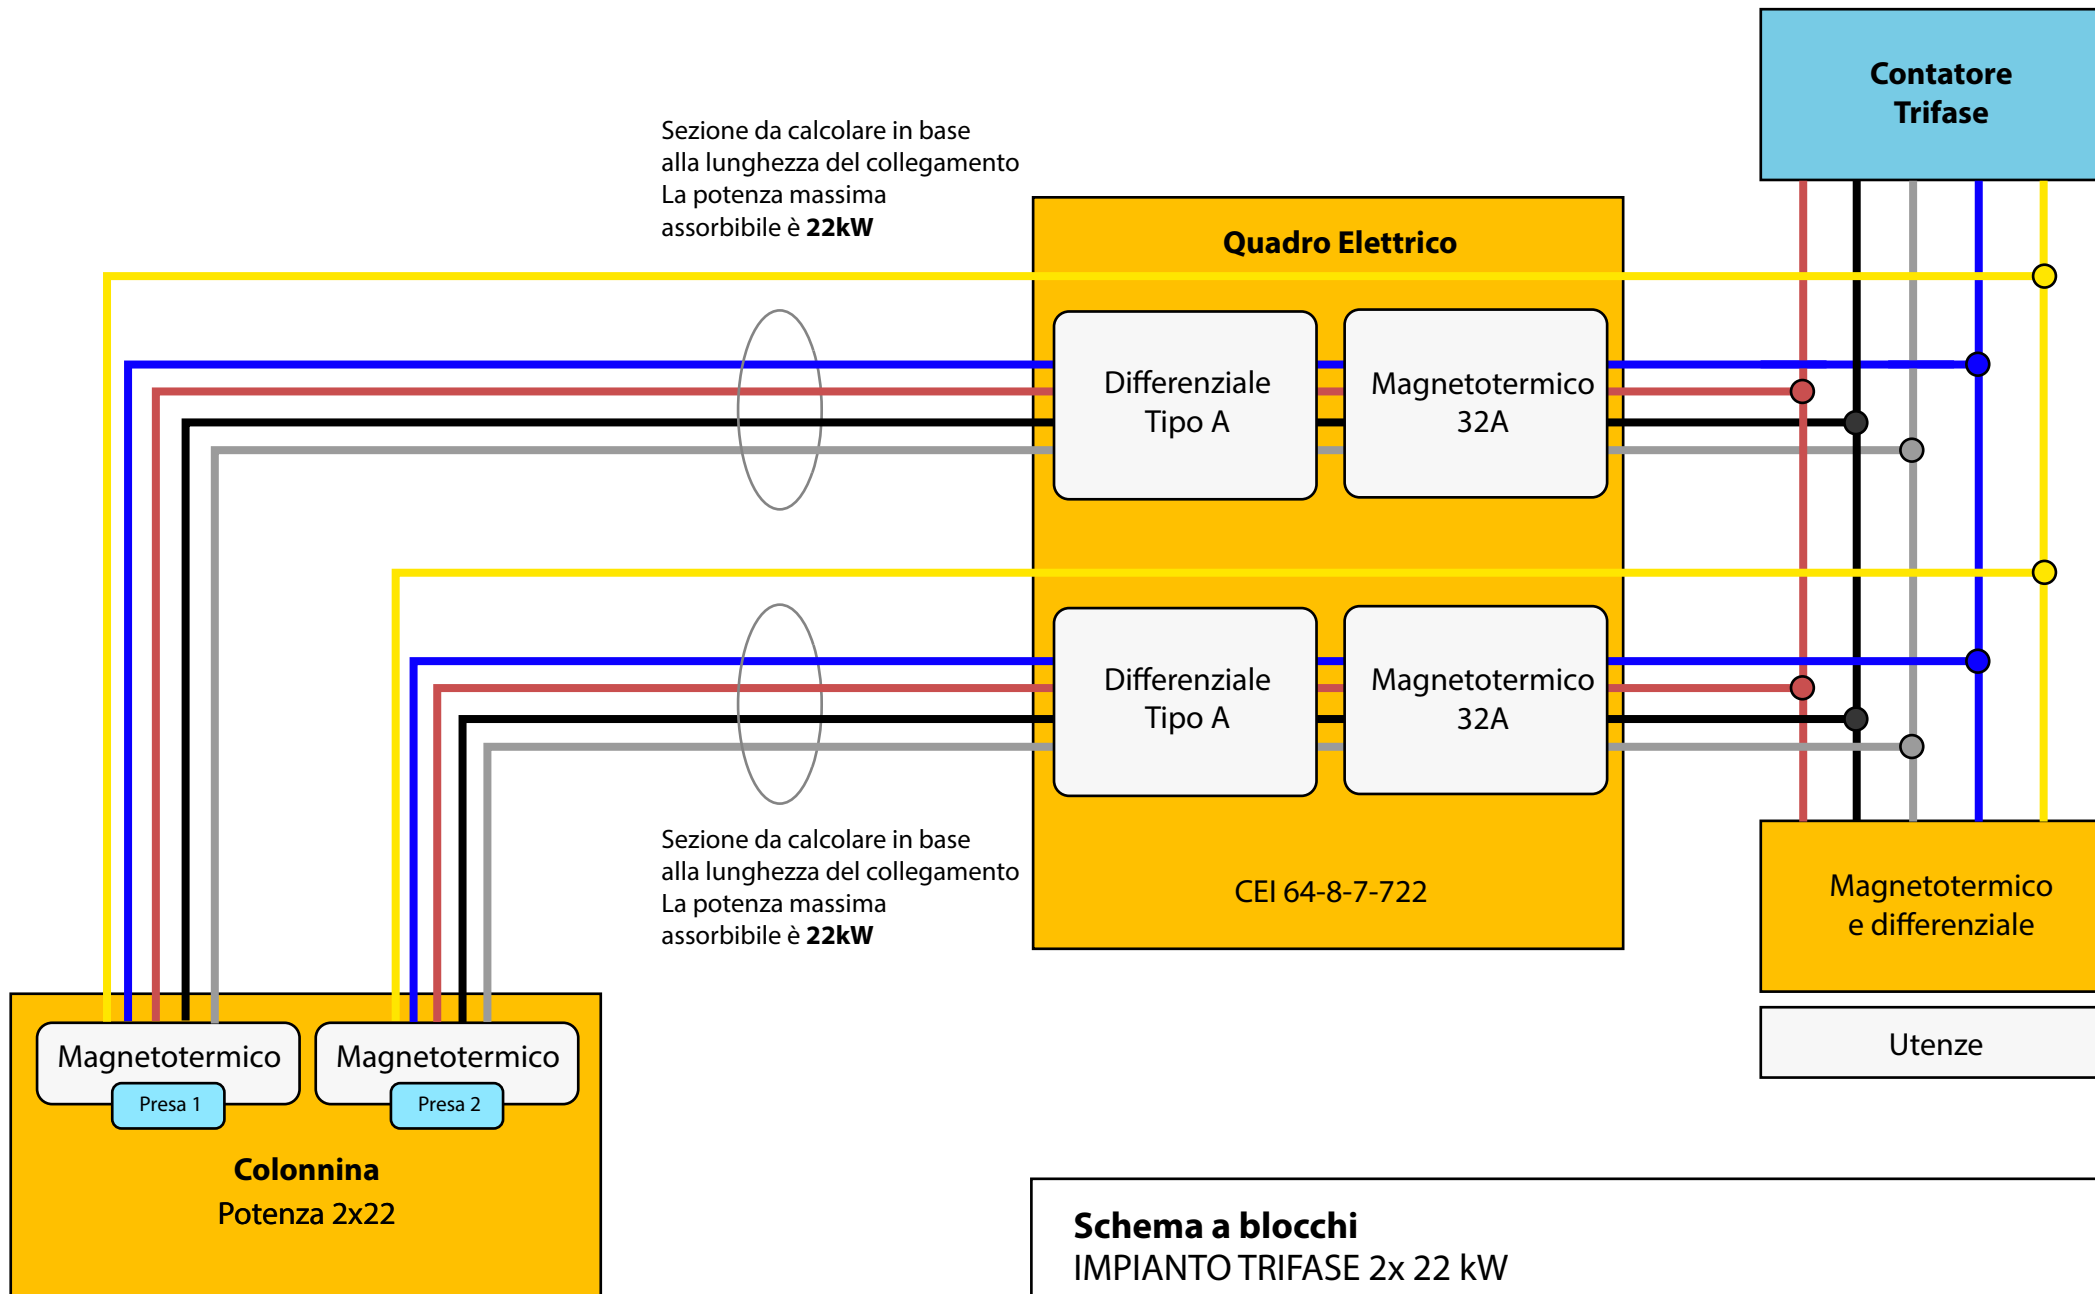 Contatore
Trifase
Sezione da calcolare in base
alla lunghezza del collegamento
La potenza massima
assorbibile è 22kW
Quadro Elettrico
Differenziale
Tipo A
Magnetotermico
32A
Differenziale
Tipo A
Magnetotermico
32A
Sezione da calcolare in base
alla lunghezza del collegamento
La potenza massima
assorbibile è 22kW
CEI 64-8-7-722
Magnetotermico
e differenziale
Utenze
Magnetotermico
Presa 1
Magnetotermico
Presa 2
Colonnina
Potenza 2x22
Schema a blocchi
IMPIANTO TRIFASE 2x 22 kW